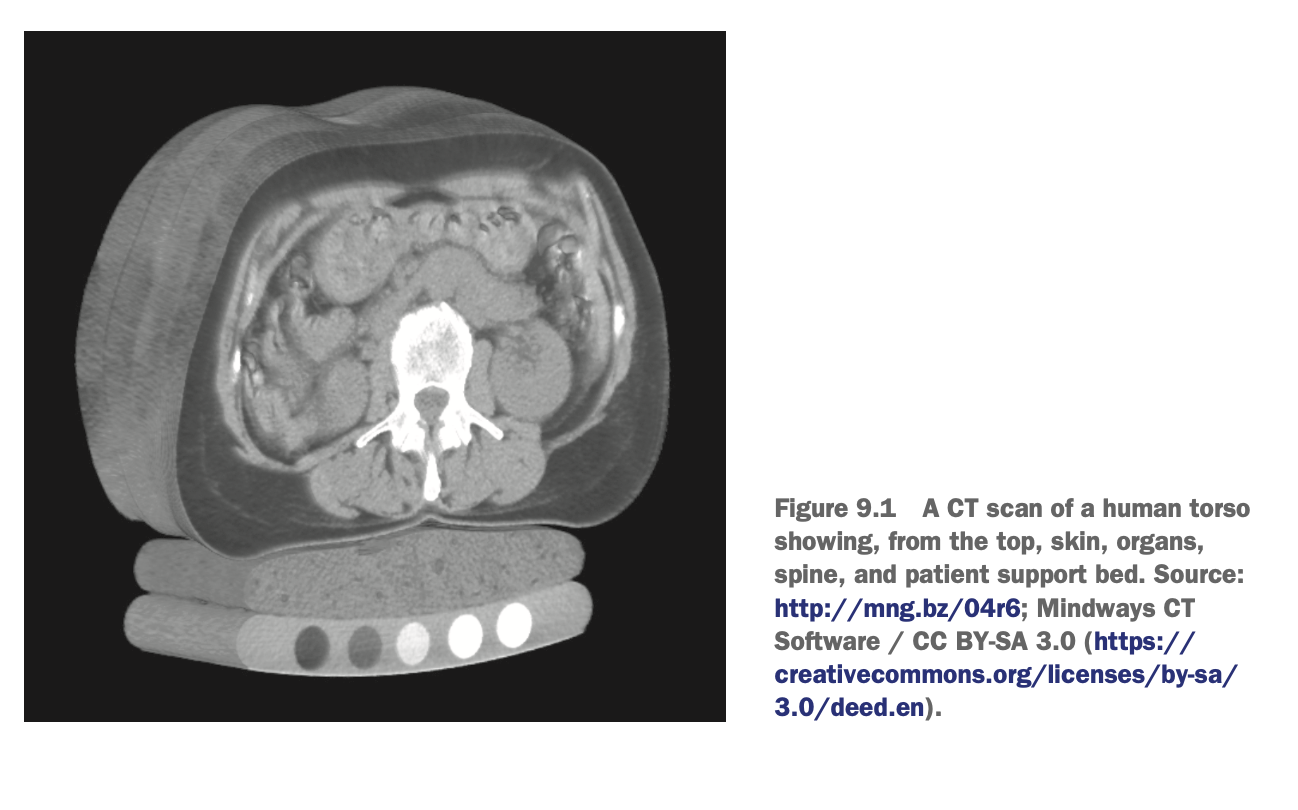 Figure 9.1 A CT scan of a human torso
showing, from the top, skin, organs,
spine, and patient support bed. Source:
http://mng.bz/04r6; Mindways CT
Software / CC BY-SA 3.0 (https://
creativecommons.org/licenses/by-sa/
3.0/deed.en).